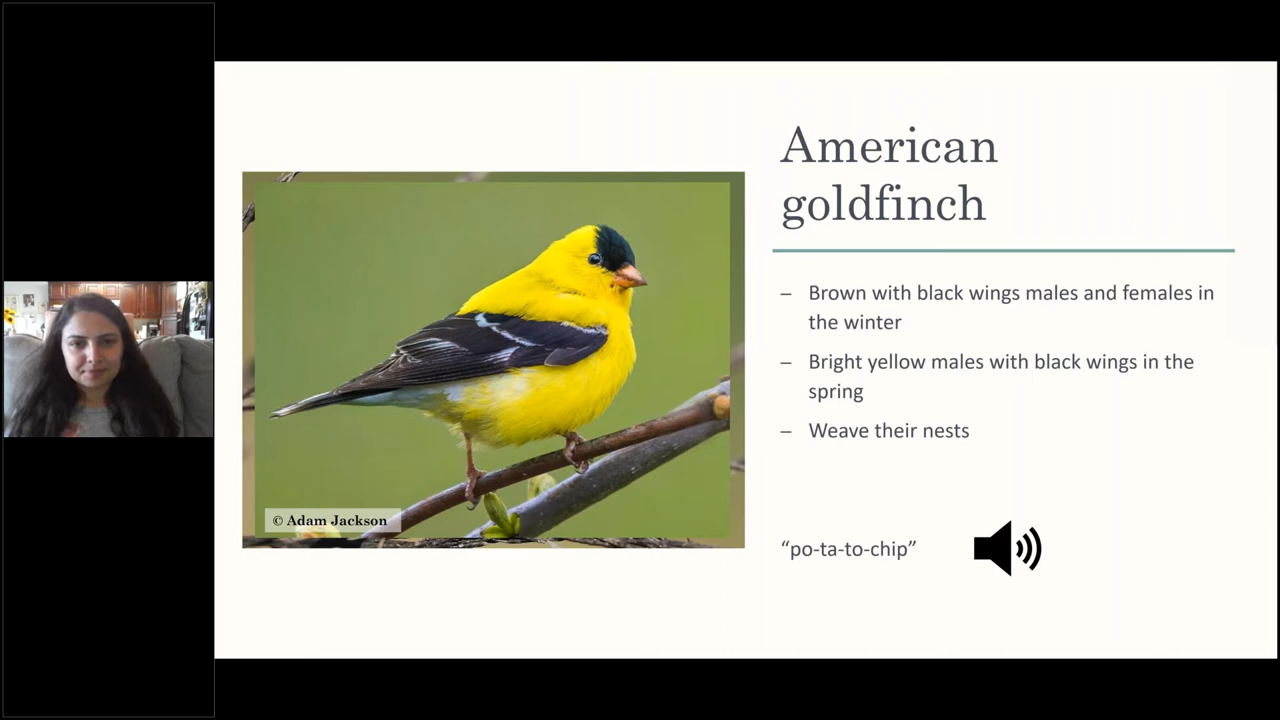 American
goldfinch
– Brown with black wings males and females in
the winter
– Bright yellow males with black wings in the
spring
– Weave their nests
© Adam Jackson
“po-ta-to-chip”